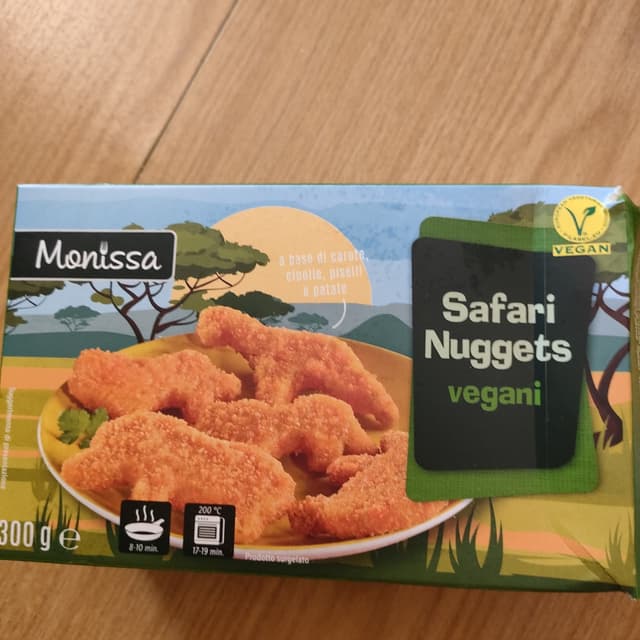 Monissa
a base di carote,
cipolle, piselli
e patate
VEGAN
Safari
Nuggets
vegani
300 g e
8-10 min.
200 °C
17-19 min.
Prodotto surgelato